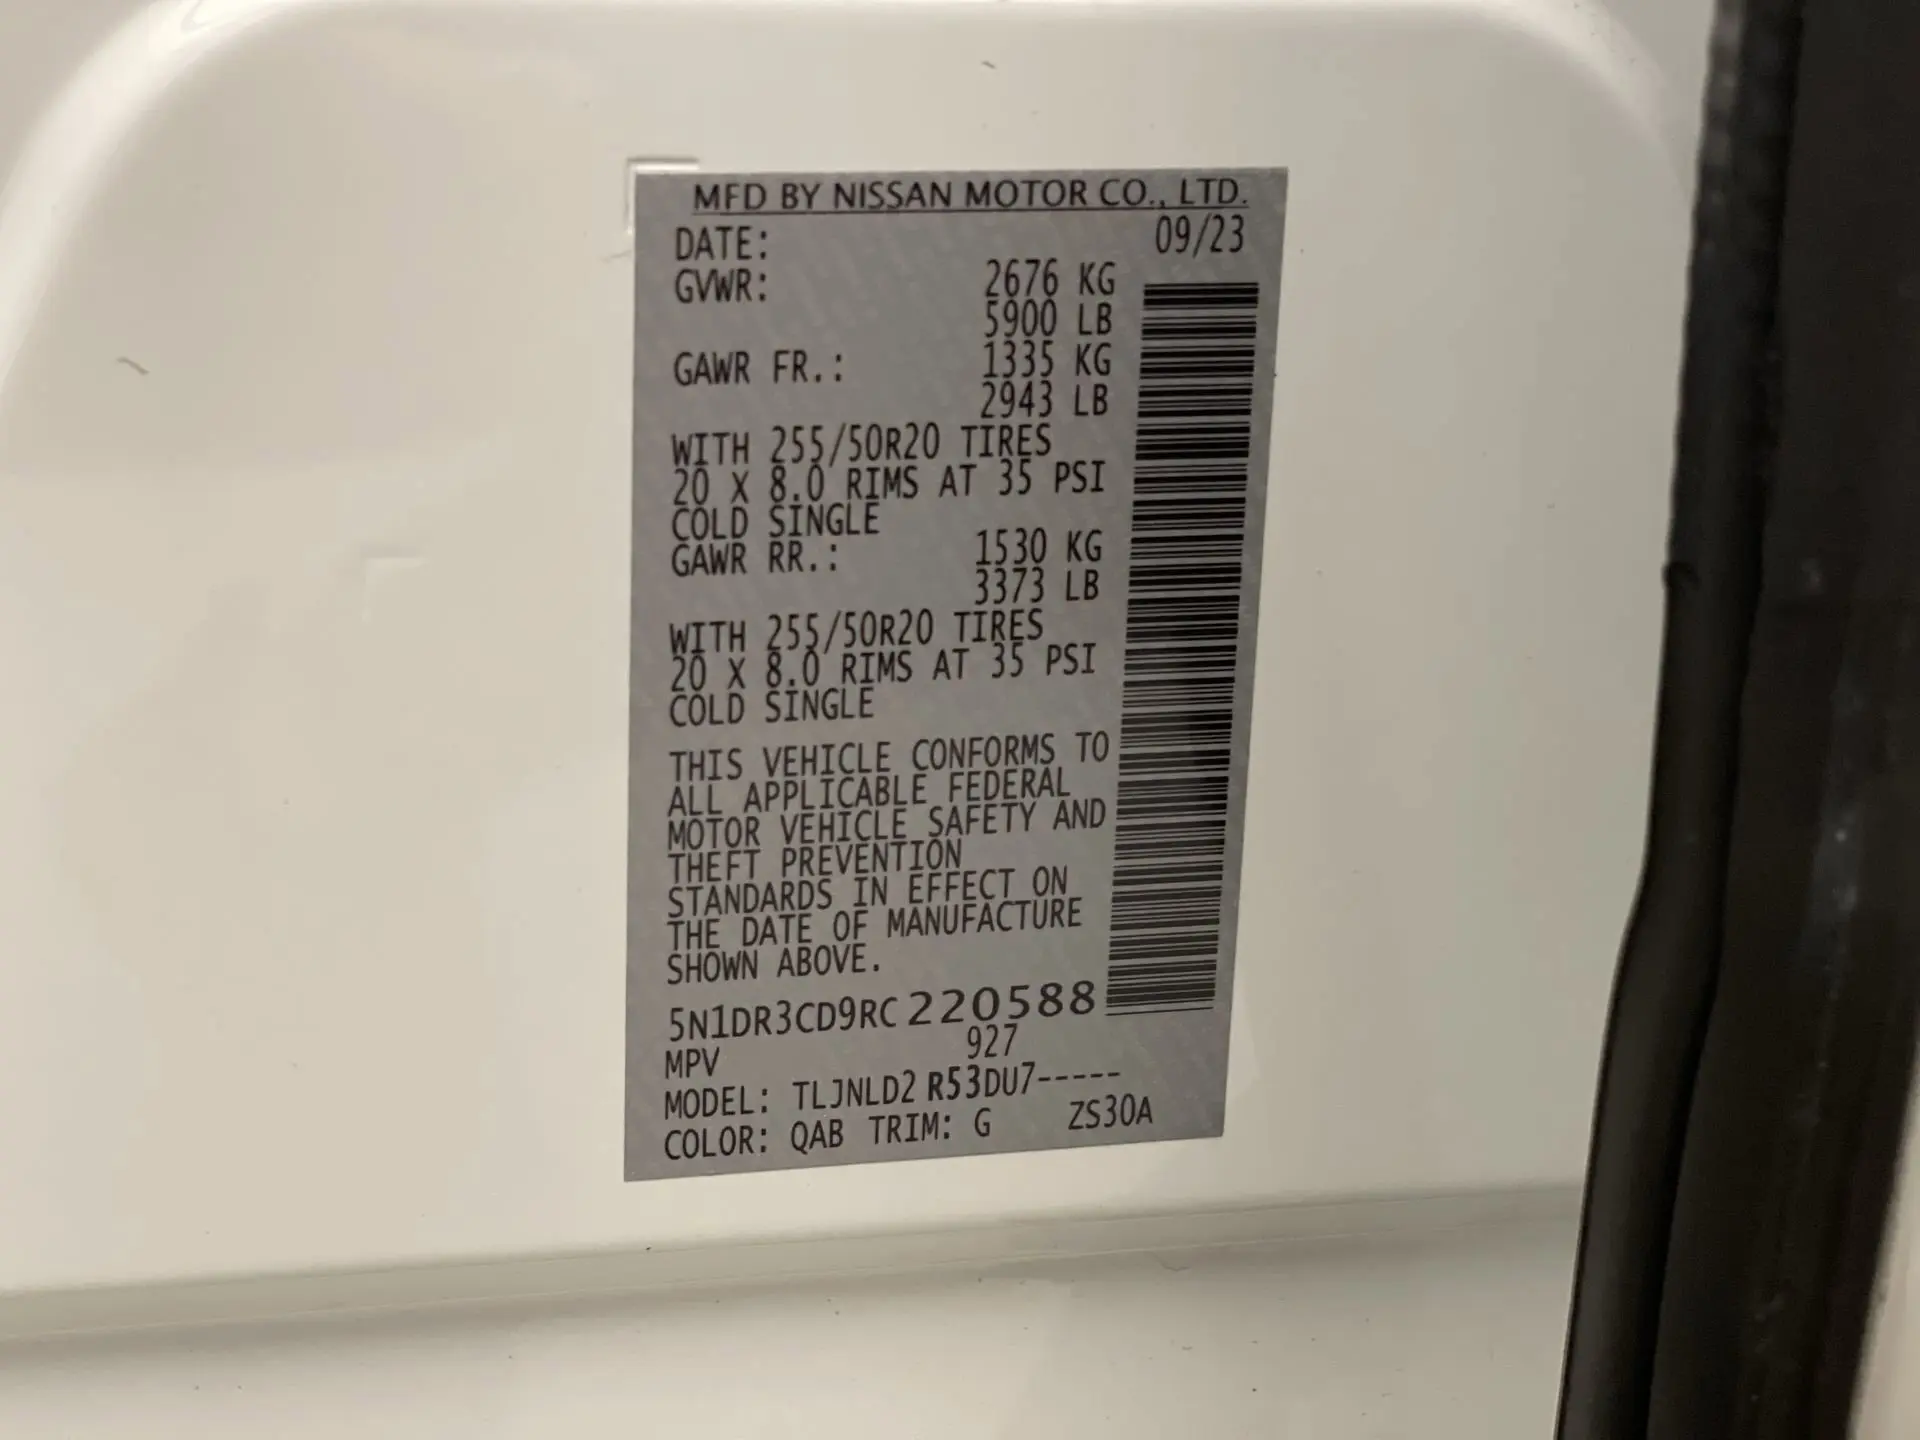 MFD BY NISSAN MOTOR CO., LTD.
DATE: 09/23
GVWR: 2676 KG
5900 LB
GAWR FR.: 1335 KG
2943 LB
WITH 255/50R20 TIRES
20 X 8.0 RIMS AT 35 PSI
COLD SINGLE
GAWR RR.: 1530 KG
3373 LB
WITH 255/50R20 TIRES
20 X 8.0 RIMS AT 35 PSI
COLD SINGLE
THIS VEHICLE CONFORMS TO
ALL APPLICABLE FEDERAL
MOTOR VEHICLE SAFETY AND
THEFT PREVENTION
STANDARDS IN EFFECT ON
THE DATE OF MANUFACTURE
SHOWN ABOVE.
5N1DR3CD9RC220588
MPV 927
MODEL: TLJNLD2 R53DU7-----
COLOR: QAB TRIM: G ZS30A